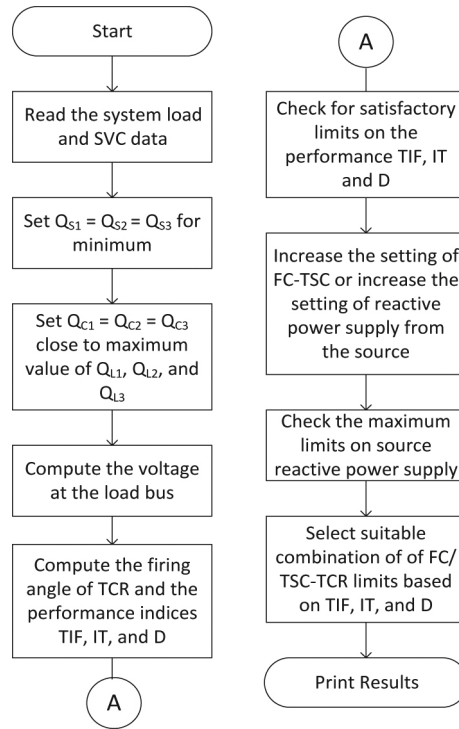 Start
Read the system load
and SVC data
Set QS1 = QS2 = QS3 for
minimum
Set QC1 = QC2 = QC3
close to maximum
value of QL1, QL2, and
QL3
Compute the voltage
at the load bus
Compute the firing
angle of TCR and the
performance indices
TIF, IT, and D
A
A
Check for satisfactory
limits on the
performance TIF, IT
and D
Increase the setting of
FC-TSC or increase the
setting of reactive
power supply from
the source
Check the maximum
limits on source
reactive power supply
Select suitable
combination of of FC/
TSC-TCR limits based
on TIF, IT, and D
Print Results